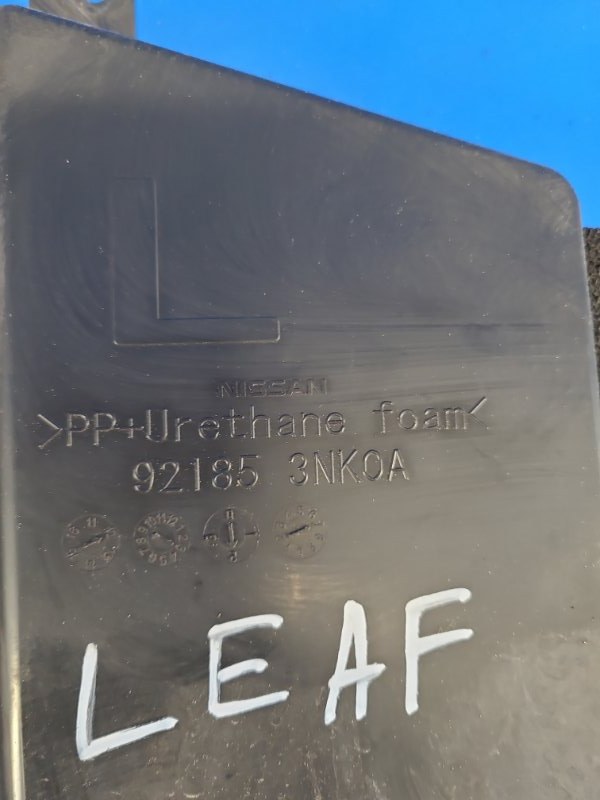 L
NISSAN
>PP+Urethane foam<
92185 3NK0A
LEAF